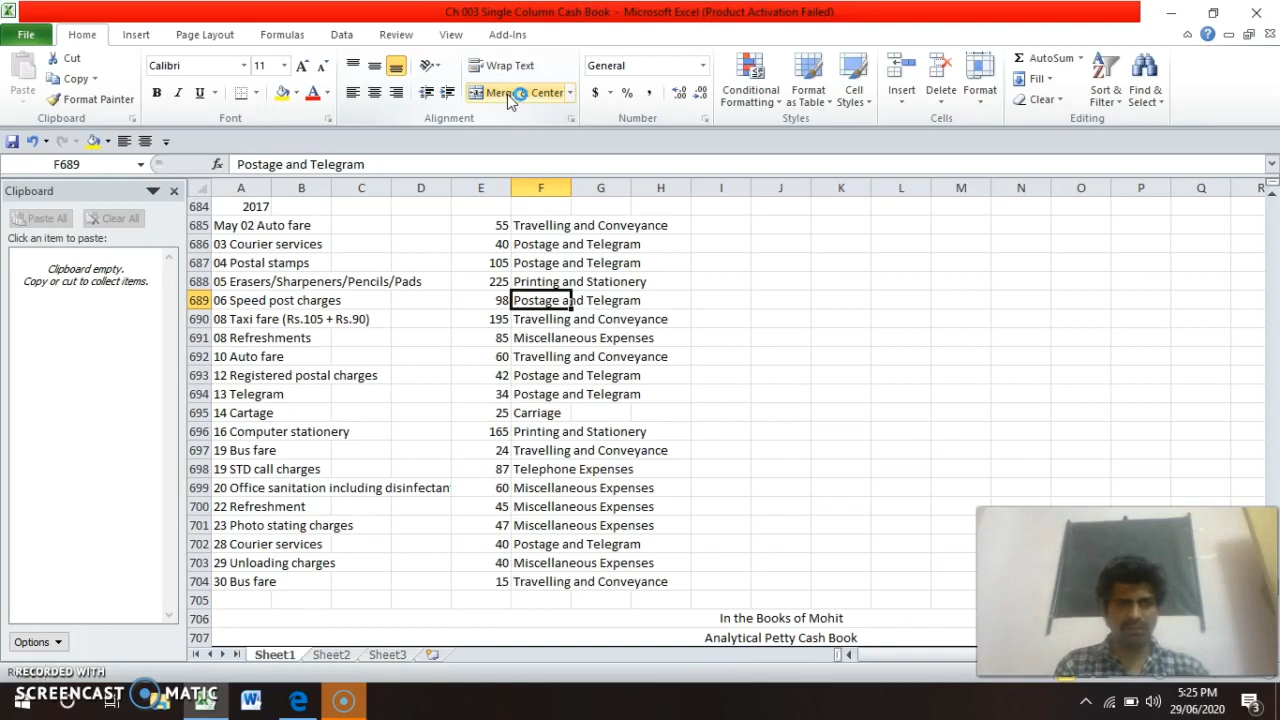 Ch 003 Single Column Cash Book - Microsoft Excel (Product Activation Failed)
File Home Insert Page Layout Formulas Data Review View Add-Ins
Cut
Copy
Format Painter
Paste
Clipboard
Calibri 11
B I U
Font
Wrap Text
Merge & Center
Alignment
General
$ % ,
Number
Conditional Formatting
Format as Table
Cell Styles
Styles
Insert Delete Format
Cells
AutoSum
Fill
Clear
Sort & Filter
Find & Select
Editing
F689 fx Postage and Telegram
Clipboard
Paste All Clear All
Click an item to paste:
Clipboard empty.
Copy or cut to collect items.
Options
A B C D E F G H I J K L M N O P Q R
684 2017
685 May 02 Auto fare 55 Travelling and Conveyance
686 03 Courier services 40 Postage and Telegram
687 04 Postal stamps 105 Postage and Telegram
688 05 Erasers/Sharpeners/Pencils/Pads 225 Printing and Stationery
689 06 Speed post charges 98 Postage and Telegram
690 08 Taxi fare (Rs.105 + Rs.90) 195 Travelling and Conveyance
691 08 Refreshments 85 Miscellaneous Expenses
692 10 Auto fare 60 Travelling and Conveyance
693 12 Registered postal charges 42 Postage and Telegram
694 13 Telegram 34 Postage and Telegram
695 14 Cartage 25 Carriage
696 16 Computer stationery 165 Printing and Stationery
697 19 Bus fare 24 Travelling and Conveyance
698 19 STD call charges 87 Telephone Expenses
699 20 Office sanitation including disinfectan 60 Miscellaneous Expenses
700 22 Refreshment 45 Miscellaneous Expenses
701 23 Photo stating charges 47 Miscellaneous Expenses
702 28 Courier services 40 Postage and Telegram
703 29 Unloading charges 40 Miscellaneous Expenses
704 30 Bus fare 15 Travelling and Conveyance
705
706 In the Books of Mohit
707 Analytical Petty Cash Book
Sheet1 Sheet2 Sheet3
RECORDED WITH
SCREENCAST MATIC
5:25 PM
29/06/2020
3